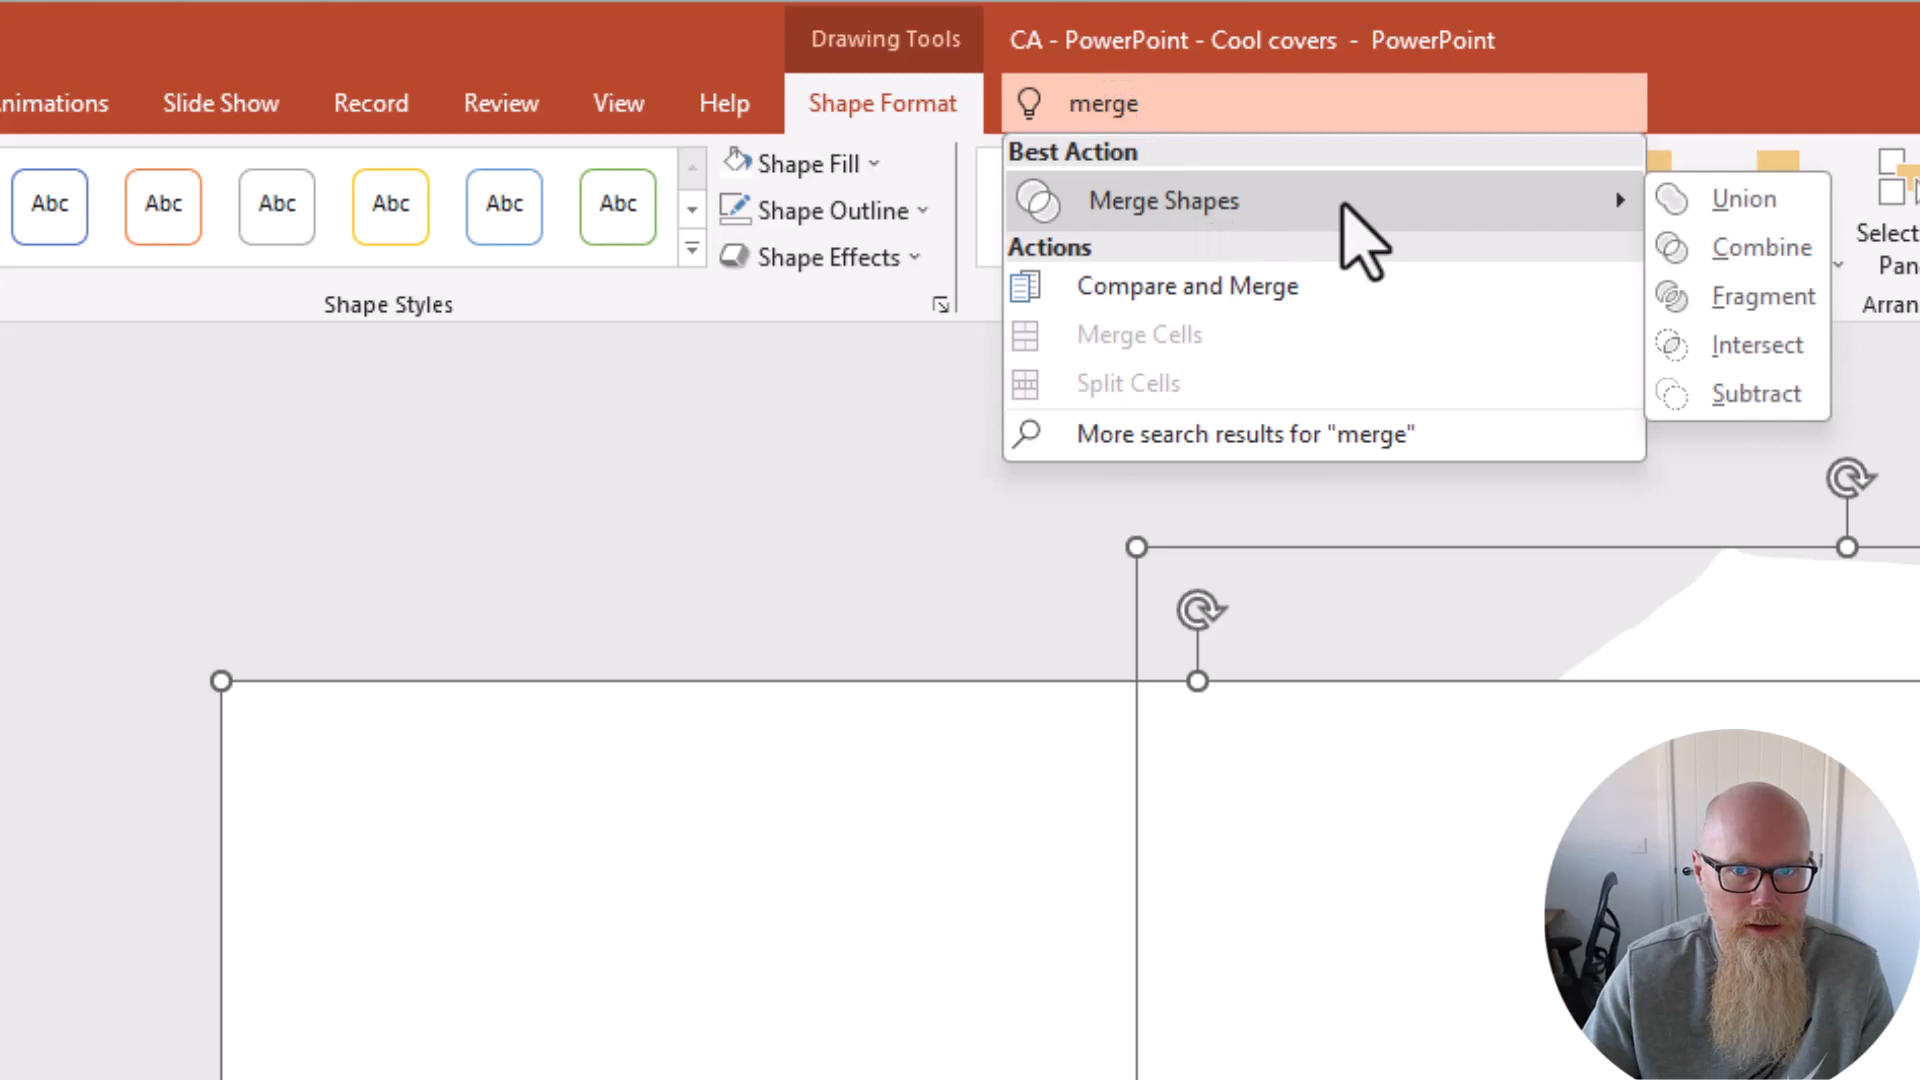 Drawing Tools
CA - PowerPoint - Cool covers - PowerPoint
nimations Slide Show Record Review View Help Shape Format
merge
Best Action
Merge Shapes
Actions
Compare and Merge
Merge Cells
Split Cells
More search results for "merge"
Union
Combine
Fragment
Intersect
Subtract
Abc Abc Abc Abc Abc Abc
Shape Fill
Shape Outline
Shape Effects
Shape Styles
Select
Pan
Arran